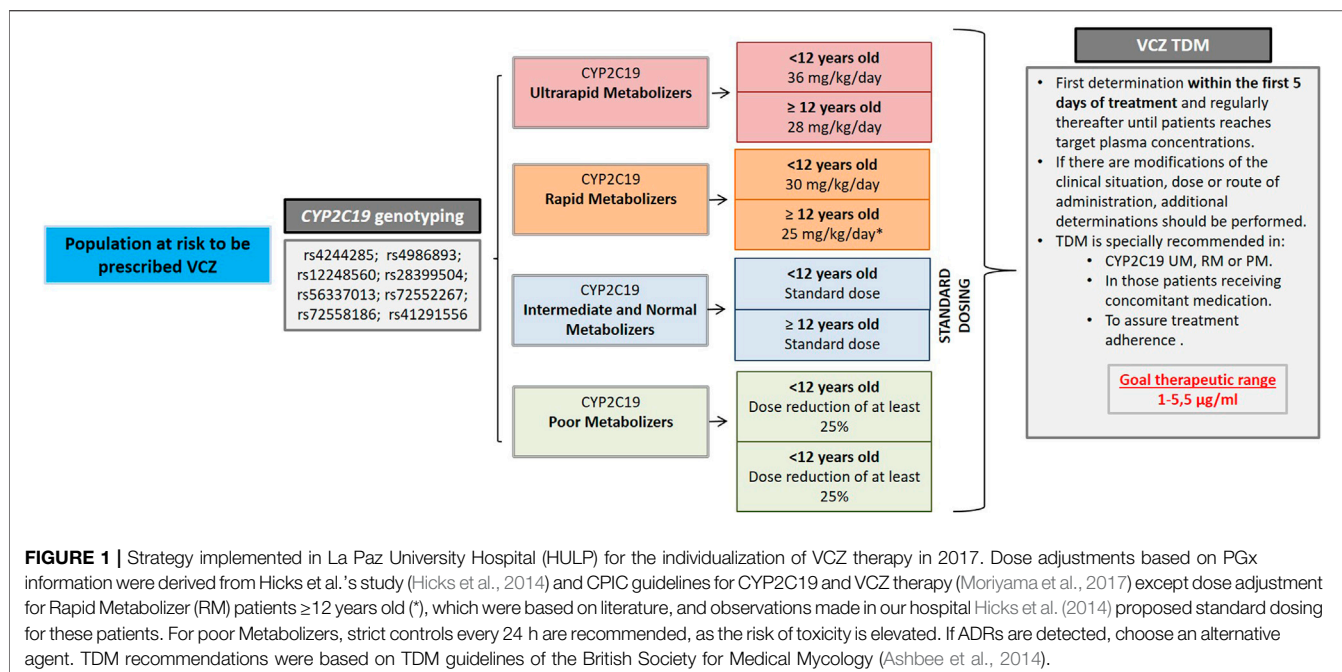 Population at risk to be
prescribed VCZ
CYP2C19 genotyping
rs4244285; rs4986893;
rs12248560; rs28399504;
rs56337013; rs72552267;
rs72558186; rs41291556
CYP2C19
Ultrarapid Metabolizers
<12 years old
36 mg/kg/day
≥ 12 years old
28 mg/kg/day
CYP2C19
Rapid Metabolizers
<12 years old
30 mg/kg/day
≥ 12 years old
25 mg/kg/day*
CYP2C19
Intermediate and Normal
Metabolizers
<12 years old
Standard dose
≥ 12 years old
Standard dose
CYP2C19
Poor Metabolizers
<12 years old
Dose reduction of at least
25%
<12 years old
Dose reduction of at least
25%
STANDARD
DOSING
VCZ TDM
• First determination within the first 5
days of treatment and regularly
thereafter until patients reaches
target plasma concentrations.
• If there are modifications of the
clinical situation, dose or route of
administration, additional
determinations should be performed.
• TDM is specially recommended in:
• CYP2C19 UM, RM or PM.
• In those patients receiving
concomitant medication.
• To assure treatment
adherence .
Goal therapeutic range
1-5,5 µg/ml
FIGURE 1 | Strategy implemented in La Paz University Hospital (HULP) for the individualization of VCZ therapy in 2017. Dose adjustments based on PGx
information were derived from Hicks et al.'s study (Hicks et al., 2014) and CPIC guidelines for CYP2C19 and VCZ therapy (Moriyama et al., 2017) except dose adjustment
for Rapid Metabolizer (RM) patients ≥12 years old (*), which were based on literature, and observations made in our hospital Hicks et al. (2014) proposed standard dosing
for these patients. For poor Metabolizers, strict controls every 24 h are recommended, as the risk of toxicity is elevated. If ADRs are detected, choose an alternative
agent. TDM recommendations were based on TDM guidelines of the British Society for Medical Mycology (Ashbee et al., 2014).